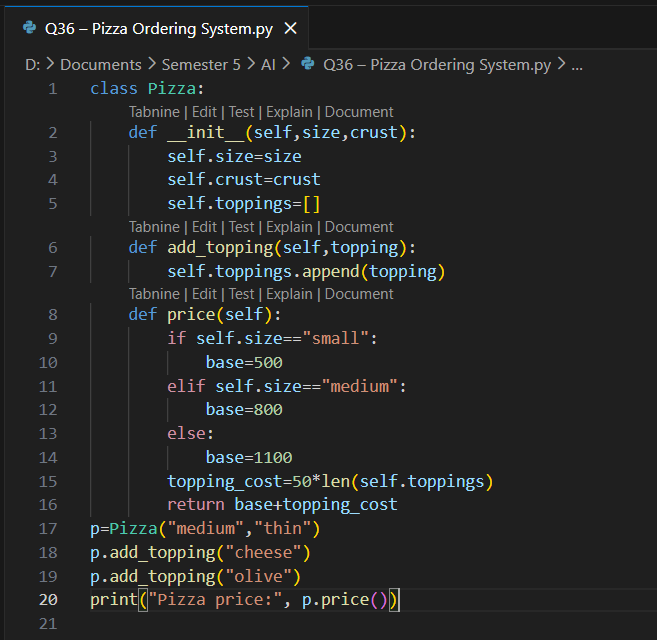 Q36 – Pizza Ordering System.py ×
D: > Documents > Semester 5 > AI > Q36 – Pizza Ordering System.py > ...
1 class Pizza:
Tabnine | Edit | Test | Explain | Document
2     def __init__(self,size,crust):
3         self.size=size
4         self.crust=crust
5         self.toppings=[]
Tabnine | Edit | Test | Explain | Document
6     def add_topping(self,topping):
7         self.toppings.append(topping)
Tabnine | Edit | Test | Explain | Document
8     def price(self):
9         if self.size=="small":
10             base=500
11         elif self.size=="medium":
12             base=800
13         else:
14             base=1100
15         topping_cost=50*len(self.toppings)
16         return base+topping_cost
17 p=Pizza("medium","thin")
18 p.add_topping("cheese")
19 p.add_topping("olive")
20 print("Pizza price:", p.price())
21